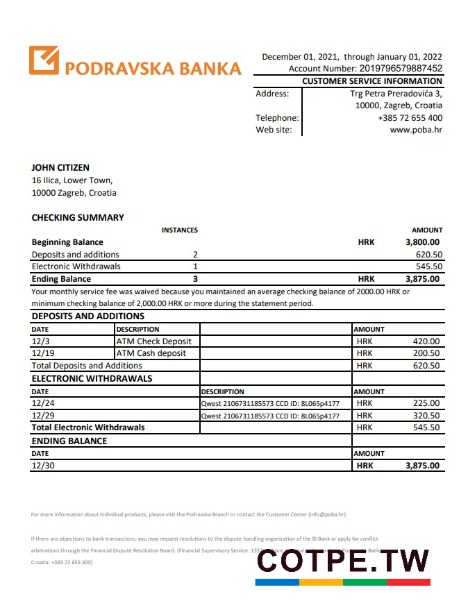 PODRAVSKA BANKA
December 01, 2021, through January 01, 2022
Account Number: 2019796579887452
CUSTOMER SERVICE INFORMATION
Address: Trg Petra Preradovića 3,
10000, Zagreb, Croatia
Telephone: +385 72 655 400
Web site: www.poba.hr
JOHN CITIZEN
16 Ilica, Lower Town,
10000 Zagreb, Croatia
CHECKING SUMMARY
INSTANCES AMOUNT
Beginning Balance HRK 3,800.00
Deposits and additions 2 620.50
Electronic Withdrawals 1 545.50
Ending Balance 3 HRK 3,875.00
Your monthly service fee was waived because you maintained an average checking balance of 2000.00 HRK or
minimum checking balance of 2,000.00 HRK or more during the statement period.
DEPOSITS AND ADDITIONS
DATE DESCRIPTION AMOUNT
12/3 ATM Check Deposit HRK 420.00
12/19 ATM Cash deposit HRK 200.50
Total Deposits and Additions HRK 620.50
ELECTRONIC WITHDRAWALS
DATE DESCRIPTION AMOUNT
12/24 Qwest 2106731185573 CCD ID: 8L065p4177 HRK 225.00
12/29 Qwest 2106731185573 CCD ID: 8L065p4177 HRK 320.50
Total Electronic Withdrawals HRK 545.50
ENDING BALANCE
DATE AMOUNT
12/30 HRK 3,875.00
For more information about individual products, please visit the Podravska Branch or contact the Customer Center (info@poba.hr)
If there are objections to bank transactions, you may request resolutions to the dispute handling organisation of the BI Bank or apply for conflict
arbitrations through the Financial Dispute Resolution Board. (Financial Supervisory Service:
Croatia: +385 72 655 400)
COTPE.TW